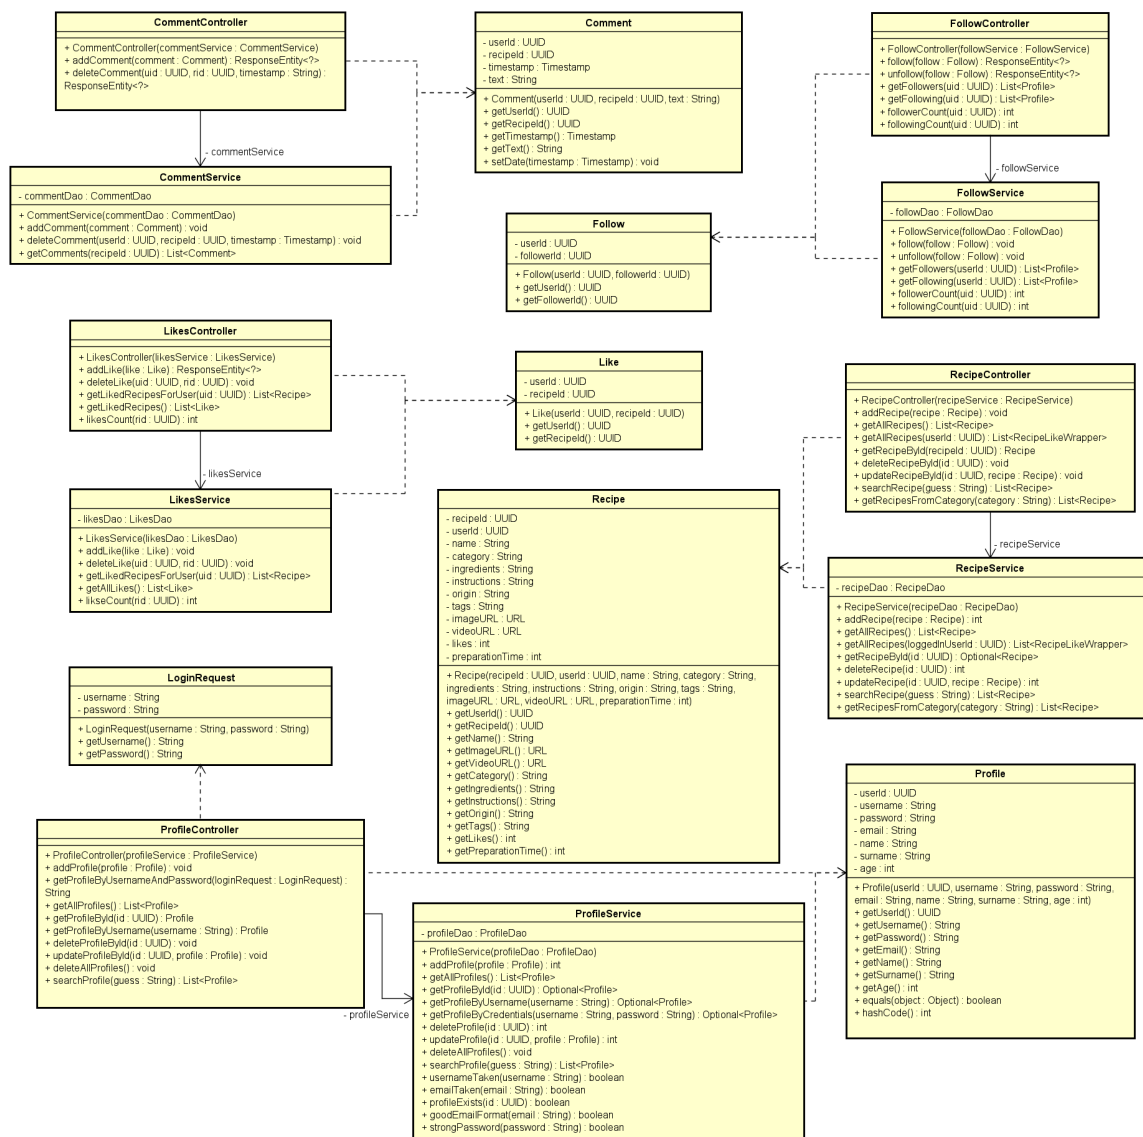 CommentController
+ CommentController(commentService : CommentService)
+ addComment(comment : Comment) : ResponseEntity<?>
+ deleteComment(uid : UUID, rid : UUID, timestamp : String) :
ResponseEntity<?>
- commentService
CommentService
- commentDao : CommentDao
+ CommentService(commentDao : CommentDao)
+ addComment(comment : Comment) : void
+ deleteComment(userId : UUID, recipeId : UUID, timestamp : Timestamp) : void
+ getComments(recipeId : UUID) : List<Comment>
Comment
- userId : UUID
- recipeId : UUID
- timestamp : Timestamp
- text : String
+ Comment(userId : UUID, recipeId : UUID, text : String)
+ getUserId() : UUID
+ getRecipeId() : UUID
+ getTimestamp() : Timestamp
+ getText() : String
+ setDate(timestamp : Timestamp) : void
FollowController
+ FollowController(followService : FollowService)
+ follow(follow : Follow) : ResponseEntity<?>
+ unfollow(follow : Follow) : ResponseEntity<?>
+ getFollowers(uid : UUID) : List<Profile>
+ getFollowing(uid : UUID) : List<Profile>
+ followerCount(uid : UUID) : int
+ followingCount(uid : UUID) : int
- followService
FollowService
- followDao : FollowDao
+ FollowService(followDao : FollowDao)
+ follow(follow : Follow) : void
+ unfollow(follow : Follow) : void
+ getFollowers(userId : UUID) : List<Profile>
+ getFollowing(userId : UUID) : List<Profile>
+ followerCount(uid : UUID) : int
+ followingCount(uid : UUID) : int
Follow
- userId : UUID
- followerId : UUID
+ Follow(userId : UUID, followerId : UUID)
+ getUserId() : UUID
+ getFollowerId() : UUID
LikesController
+ LikesController(likesService : LikesService)
+ addLike(like : Like) : ResponseEntity<?>
+ deleteLike(uid : UUID, rid : UUID) : void
+ getLikedRecipesForUser(uid : UUID) : List<Recipe>
+ getLikedRecipes() : List<Like>
+ likesCount(rid : UUID) : int
- likesService
LikesService
- likesDao : LikesDao
+ LikesService(likesDao : LikesDao)
+ addLike(like : Like) : void
+ deleteLike(uid : UUID, rid : UUID) : void
+ getLikedRecipesForUser(uid : UUID) : List<Recipe>
+ getAllLikes() : List<Like>
+ likseCount(rid : UUID) : int
Like
- userId : UUID
- recipeId : UUID
+ Like(userId : UUID, recipeId : UUID)
+ getUserId() : UUID
+ getRecipeId() : UUID
RecipeController
+ RecipeController(recipeService : RecipeService)
+ addRecipe(recipe : Recipe) : void
+ getAllRecipes() : List<Recipe>
+ getAllRecipes(userId : UUID) : List<RecipeLikeWrapper>
+ getRecipeById(recipeId : UUID) : Recipe
+ deleteRecipeById(id : UUID) : void
+ updateRecipeById(id : UUID, recipe : Recipe) : void
+ searchRecipe(guess : String) : List<Recipe>
+ getRecipesFromCategory(category : String) : List<Recipe>
- recipeService
RecipeService
- recipeDao : RecipeDao
+ RecipeService(recipeDao : RecipeDao)
+ addRecipe(recipe : Recipe) : int
+ getAllRecipes() : List<Recipe>
+ getAllRecipes(loggedInUserId : UUID) : List<RecipeLikeWrapper>
+ getRecipeById(id : UUID) : Optional<Recipe>
+ deleteRecipe(id : UUID) : int
+ updateRecipe(id : UUID, recipe : Recipe) : int
+ searchRecipe(guess : String) : List<Recipe>
+ getRecipesFromCategory(category : String) : List<Recipe>
Recipe
- recipeId : UUID
- userId : UUID
- name : String
- category : String
- ingredients : String
- instructions : String
- origin : String
- tags : String
- imageURL : URL
- videoURL : URL
- likes : int
- preparationTime : int
+ Recipe(recipeId : UUID, userId : UUID, name : String, category : String,
ingredients : String, instructions : String, origin : String, tags : String,
imageURL : URL, videoURL : URL, preparationTime : int)
+ getUserId() : UUID
+ getRecipeId() : UUID
+ getName() : String
+ getImageURL() : URL
+ getVideoURL() : URL
+ getCategory() : String
+ getIngredients() : String
+ getInstructions() : String
+ getOrigin() : String
+ getTags() : String
+ getLikes() : int
+ getPreparationTime() : int
LoginRequest
- username : String
- password : String
+ LoginRequest(username : String, password : String)
+ getUsername() : String
+ getPassword() : String
ProfileController
+ ProfileController(profileService : ProfileService)
+ addProfile(profile : Profile) : void
+ getProfileByUsernameAndPassword(loginRequest : LoginRequest) :
String
+ getAllProfiles() : List<Profile>
+ getProfileById(id : UUID) : Profile
+ getProfileByUsername(username : String) : Profile
+ deleteProfileById(id : UUID) : void
+ updateProfileById(id : UUID, profile : Profile) : void
+ deleteAllProfiles() : void
+ searchProfile(guess : String) : List<Profile>
- profileService
ProfileService
- profileDao : ProfileDao
+ ProfileService(profileDao : ProfileDao)
+ addProfile(profile : Profile) : int
+ getAllProfiles() : List<Profile>
+ getProfileById(id : UUID) : Optional<Profile>
+ getProfileByUsername(username : String) : Optional<Profile>
+ getProfileByCredentials(username : String, password : String) : Optional<Profile>
+ deleteProfile(id : UUID) : int
+ updateProfile(id : UUID, profile : Profile) : int
+ deleteAllProfiles() : void
+ searchProfile(guess : String) : List<Profile>
+ usernameTaken(username : String) : boolean
+ emailTaken(email : String) : boolean
+ profileExists(id : UUID) : boolean
+ goodEmailFormat(email : String) : boolean
+ strongPassword(password : String) : boolean
Profile
- userId : UUID
- username : String
- password : String
- email : String
- name : String
- surname : String
- age : int
+ Profile(userId : UUID, username : String, password : String,
email : String, name : String, surname : String, age : int)
+ getUserId() : UUID
+ getUsername() : String
+ getPassword() : String
+ getEmail() : String
+ getName() : String
+ getSurname() : String
+ getAge() : int
+ equals(object : Object) : boolean
+ hashCode() : int